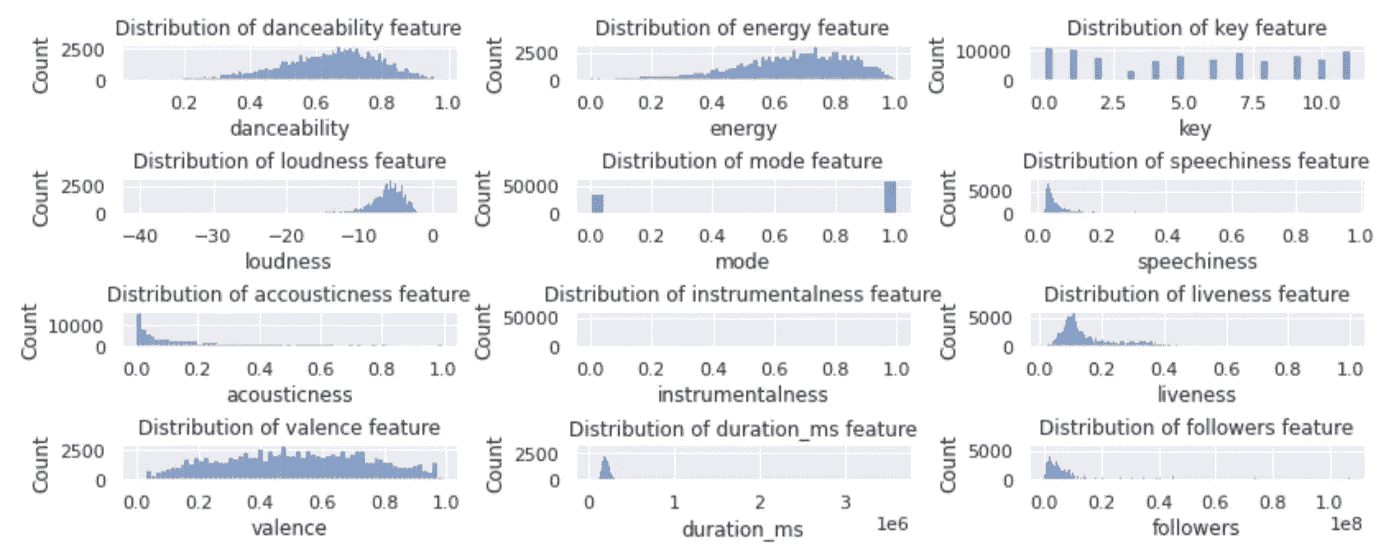 Distribution of danceability feature
Count
2500
0
0.2 0.4 0.6 0.8 1.0
danceability
Distribution of energy feature
Count
2500
0
0.0 0.2 0.4 0.6 0.8 1.0
energy
Distribution of key feature
Count
10000
0
0.0 2.5 5.0 7.5 10.0
key
Distribution of loudness feature
Count
2500
0
−40 −30 −20 −10 0
loudness
Distribution of mode feature
Count
50000
0
0.0 0.2 0.4 0.6 0.8 1.0
mode
Distribution of speechiness feature
Count
5000
0
0.0 0.2 0.4 0.6 0.8 1.0
speechiness
Distribution of accousticness feature
Count
10000
0
0.0 0.2 0.4 0.6 0.8 1.0
acousticness
Distribution of instrumentalness feature
Count
50000
0
0.0 0.2 0.4 0.6 0.8 1.0
instrumentalness
Distribution of liveness feature
Count
5000
0
0.0 0.2 0.4 0.6 0.8 1.0
liveness
Distribution of valence feature
Count
2500
0
0.0 0.2 0.4 0.6 0.8 1.0
valence
Distribution of duration_ms feature
Count
2500
0
0 1 2 3
1e6
duration_ms
Distribution of followers feature
Count
5000
0
0.0 0.2 0.4 0.6 0.8 1.0
1e8
followers